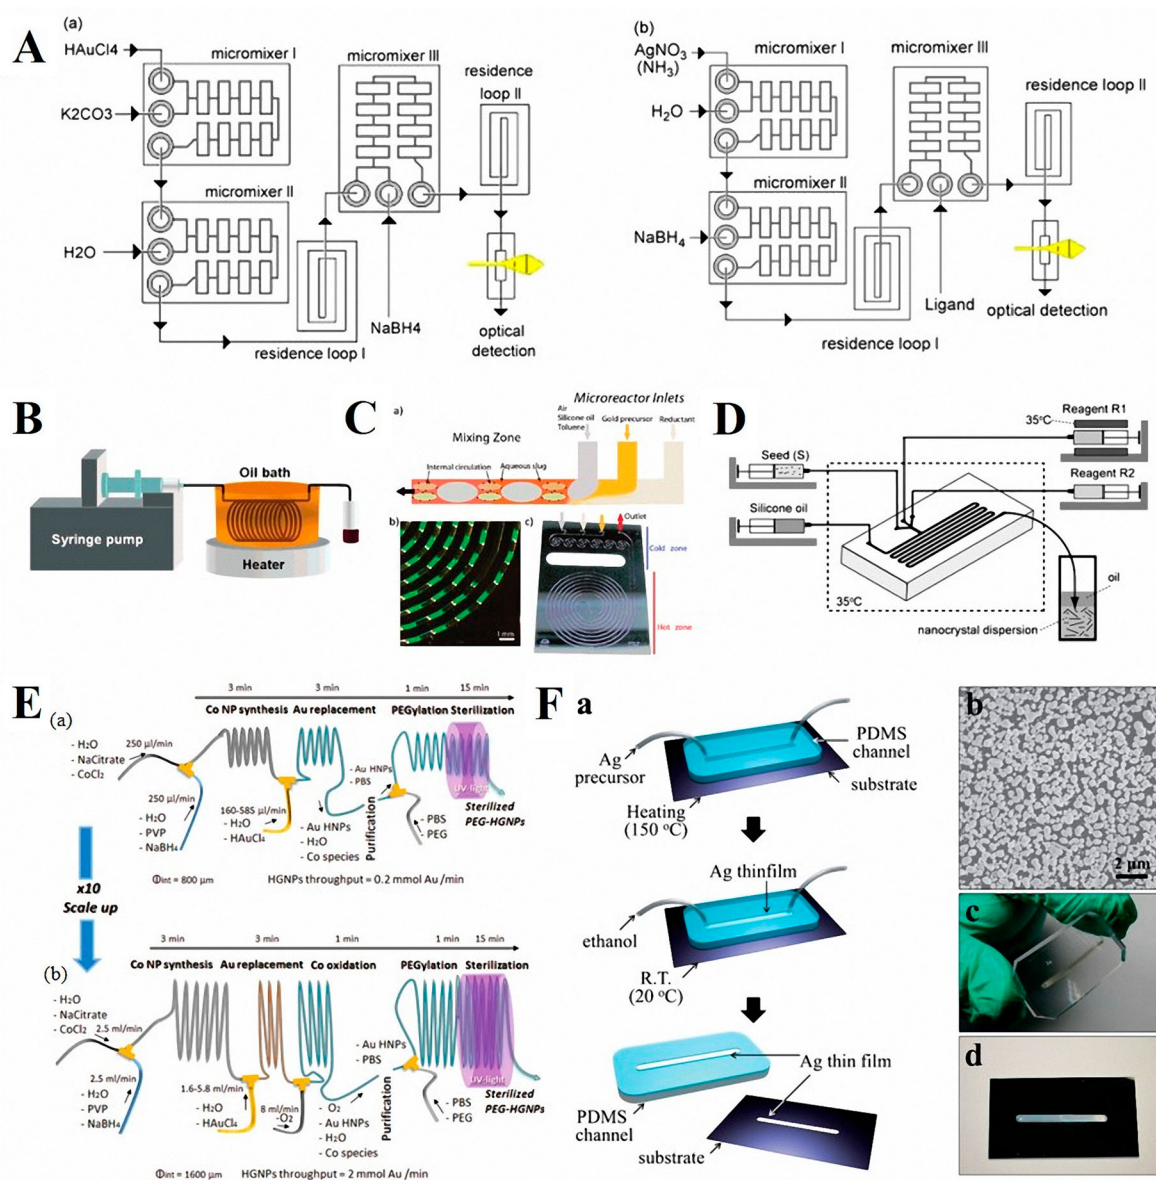 A
(a)
HAuCl4
K2CO3
H2O
micromixer I
micromixer II
micromixer III
residence
loop II
residence loop I
NaBH4
optical
detection
(b)
AgNO3
(NH3)
H2O
NaBH4
micromixer I
micromixer II
micromixer III
residence loop II
residence loop I
Ligand
optical detection
B
Syringe pump
Oil bath
Heater
C
a)
Microreactor Inlets
Air
Silicone oil
Toluene
Gold precursor
Reductant
Mixing Zone
Internal circulation
Aqueous slug
b)
1 mm
c)
Outlet
Cold zone
Hot zone
D
Seed (S)
Silicone oil
35°C
Reagent R1
Reagent R2
35°C
oil
nanocrystal dispersion
E
(a)
3 min
3 min
1 min
15 min
Co NP synthesis
Au replacement
PEGylation
Sterilization
- H2O
- NaCitrate
- CoCl2
250 µl/min
250 µl/min
- H2O
- PVP
- NaBH4
160-585 µl/min
- H2O
- HAuCl4
- Au HNPs
- H2O
- Co species
Purification
- Au HNPs
- PBS
- PBS
- PEG
UV-light
Sterilized
PEG-HGNPs
Φint = 800 µm
HGNPs throughput = 0.2 mmol Au /min
x10
Scale up
(b)
3 min
3 min
1 min
1 min
15 min
Co NP synthesis
Au replacement
Co oxidation
PEGylation
Sterilization
- H2O
- NaCitrate
- CoCl2
2.5 ml/min
2.5 ml/min
- H2O
- PVP
- NaBH4
1.6-5.8 ml/min
- H2O
- HAuCl4
8 ml/min
-O2
- O2
- Au HNPs
- H2O
- Co species
Purification
- Au HNPs
- PBS
- PBS
- PEG
UV-light
Sterilized
PEG-HGNPs
Φint = 1600 µm
HGNPs throughput = 2 mmol Au /min
F
a
Ag
precursor
PDMS
channel
substrate
Heating
(150 °C)
Ag thinfilm
ethanol
R.T.
(20 °C)
Ag thin film
PDMS
channel
substrate
b
2 µm
c
d